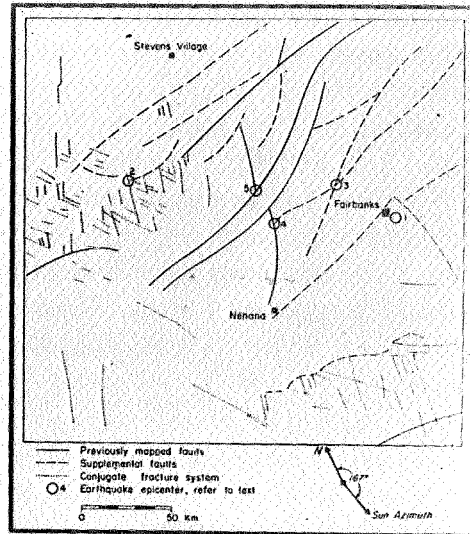 Stevens Village
2
5
3
Fairbanks
4
Nenana
Previously mapped faults
Supplemental faults
Conjugate fracture system
4 Earthquake epicenter, refer to text
0 50
Km
N
167°
Sun Azimuth